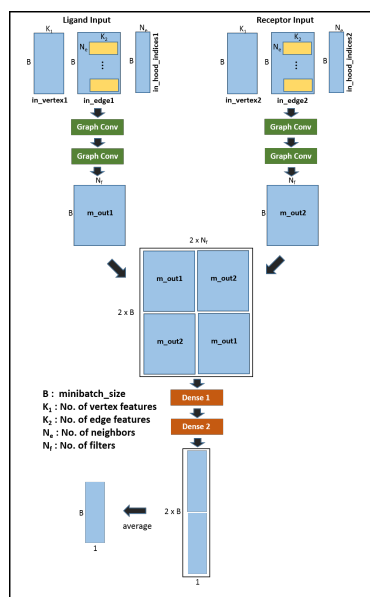 Ligand Input
Receptor Input
K1
K2
Ne
Ne
B
B
⋮
in_vertex1
in_edge1
in_hood_indices1
K1
K2
Ne
Ne
B
B
⋮
in_vertex2
in_edge2
in_hood_indices2
Graph Conv
Graph Conv
Graph Conv
Graph Conv
Nf
B
m_out1
Nf
B
m_out2
2 x Nf
2 x B
m_out1
m_out2
m_out2
m_out1
B : minibatch_size
K1 : No. of vertex features
K2 : No. of edge features
Ne : No. of neighbors
Nf : No. of filters
Dense 1
Dense 2
2 x B
1
average
B
1